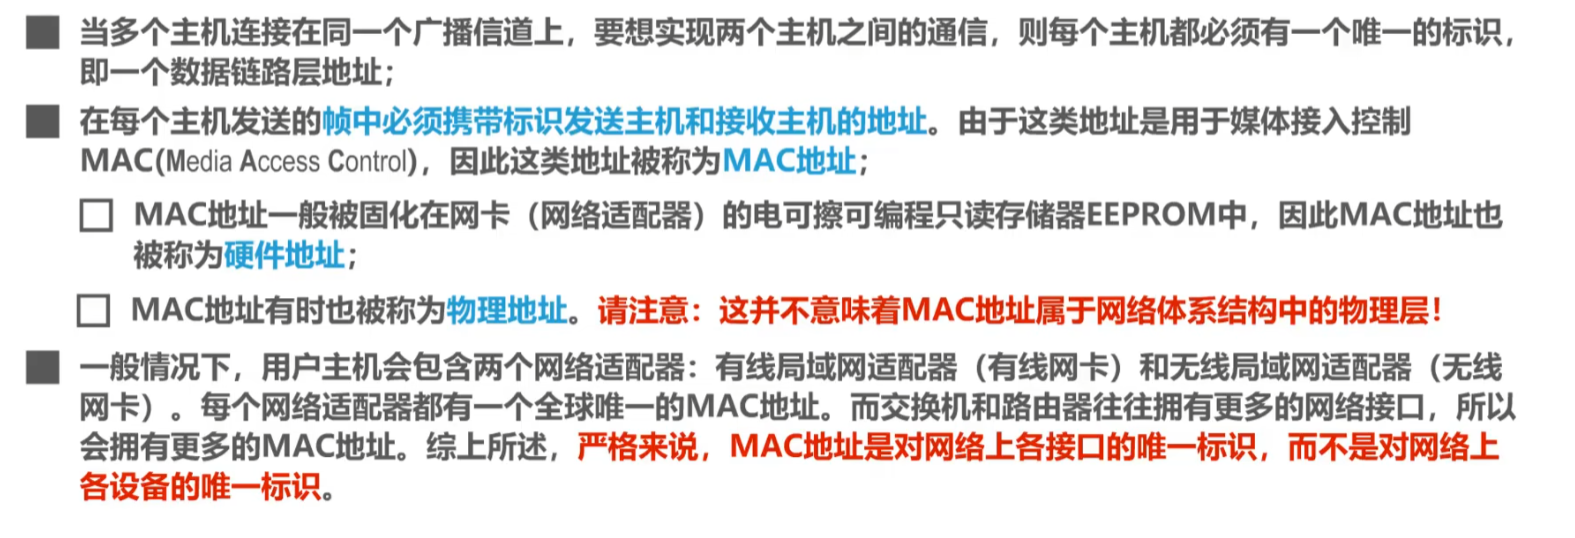 当多个主机连接在同一个广播信道上，要想实现两个主机之间的通信，则每个主机都必须有一个唯一的标识，
即一个数据链路层地址；
在每个主机发送的帧中必须携带标识发送主机和接收主机的地址。由于这类地址是用于媒体接入控制
MAC(Media Access Control)，因此这类地址被称为MAC地址；
MAC地址一般被固化在网卡（网络适配器）的电可擦可编程只读存储器EEPROM中，因此MAC地址也
被称为硬件地址；
MAC地址有时也被称为物理地址。请注意：这并不意味着MAC地址属于网络体系结构中的物理层！
一般情况下，用户主机会包含两个网络适配器：有线局域网适配器（有线网卡）和无线局域网适配器（无线
网卡）。每个网络适配器都有一个全球唯一的MAC地址。而交换机和路由器往往拥有更多的网络接口，所以
会拥有更多的MAC地址。综上所述，严格来说，MAC地址是对网络上各接口的唯一标识，而不是对网络上
各设备的唯一标识。